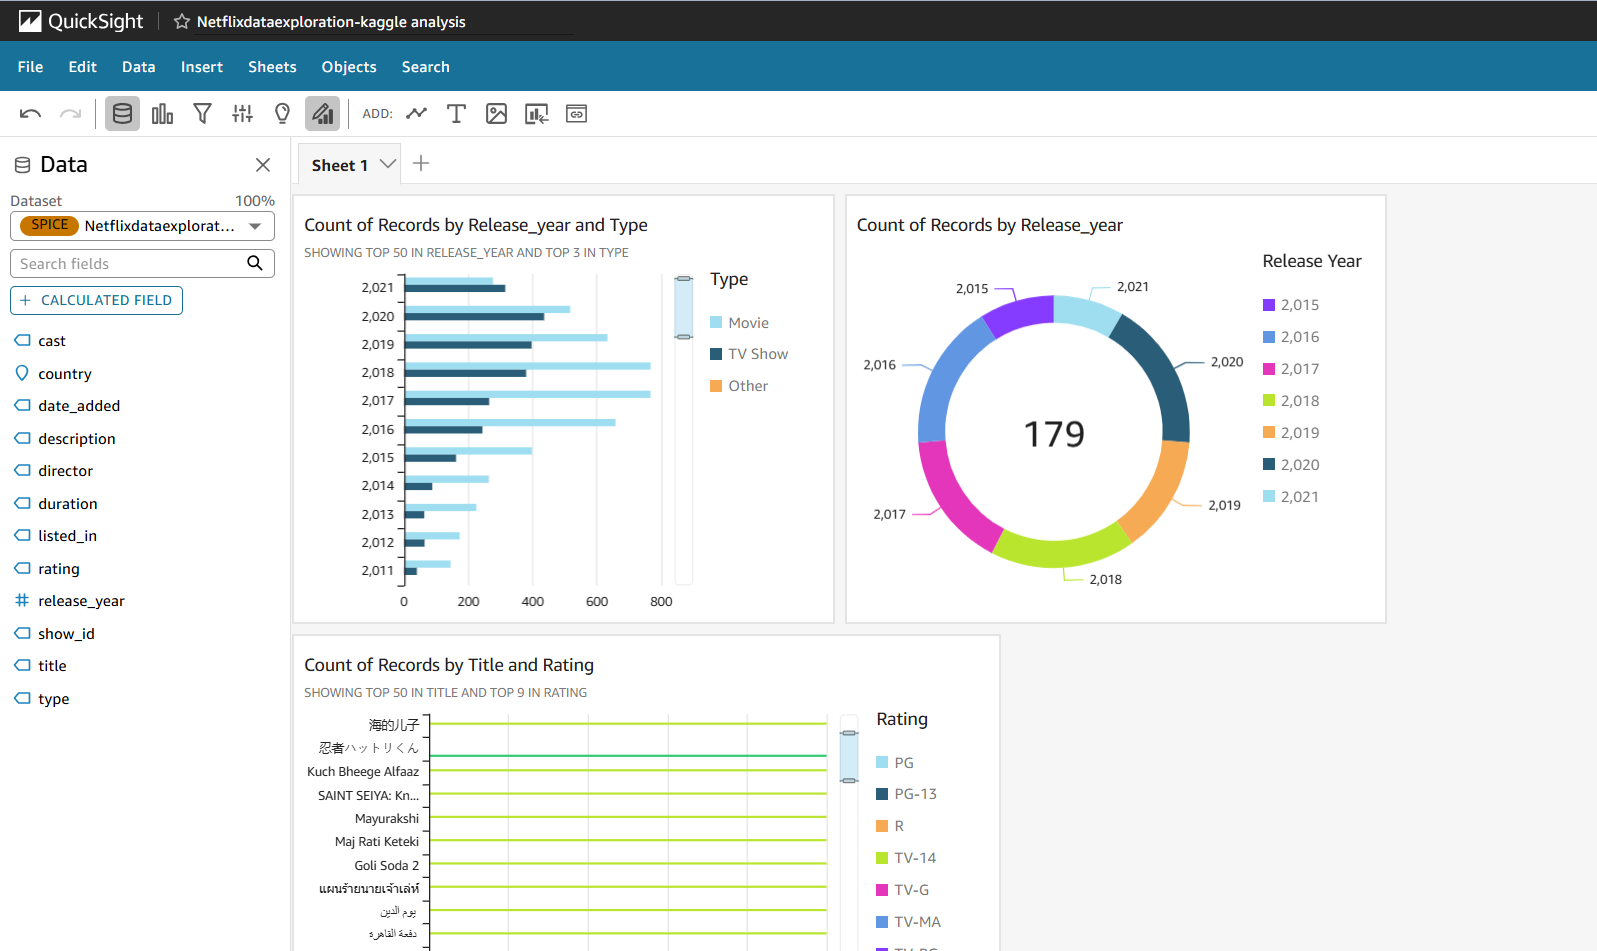 QuickSight
Netflixdataexploration-kaggle analysis
File Edit Data Insert Sheets Objects Search
ADD:
Data
Dataset 100%
SPICE Netflixdataexplorat...
Search fields
+ CALCULATED FIELD
cast
country
date_added
description
director
duration
listed_in
rating
release_year
show_id
title
type
Sheet 1
Count of Records by Release_year and Type
SHOWING TOP 50 IN RELEASE_YEAR AND TOP 3 IN TYPE
2,021
2,020
2,019
2,018
2,017
2,016
2,015
2,014
2,013
2,012
2,011
0 200 400 600 800
Type
Movie
TV Show
Other
Count of Records by Release_year
2,015
2,021
2,016
2,020
179
2,017
2,019
2,018
Release Year
2,015
2,016
2,017
2,018
2,019
2,020
2,021
Count of Records by Title and Rating
SHOWING TOP 50 IN TITLE AND TOP 9 IN RATING
海的儿子
忍者ハットリくん
Kuch Bheege Alfaaz
SAINT SEIYA: Kn...
Mayurakshi
Maj Rati Keteki
Goli Soda 2
แผนร้ายนายเจ้าเล่ห์
يوم الدين
دفعة القاهرة
Rating
PG
PG-13
R
TV-14
TV-G
TV-MA